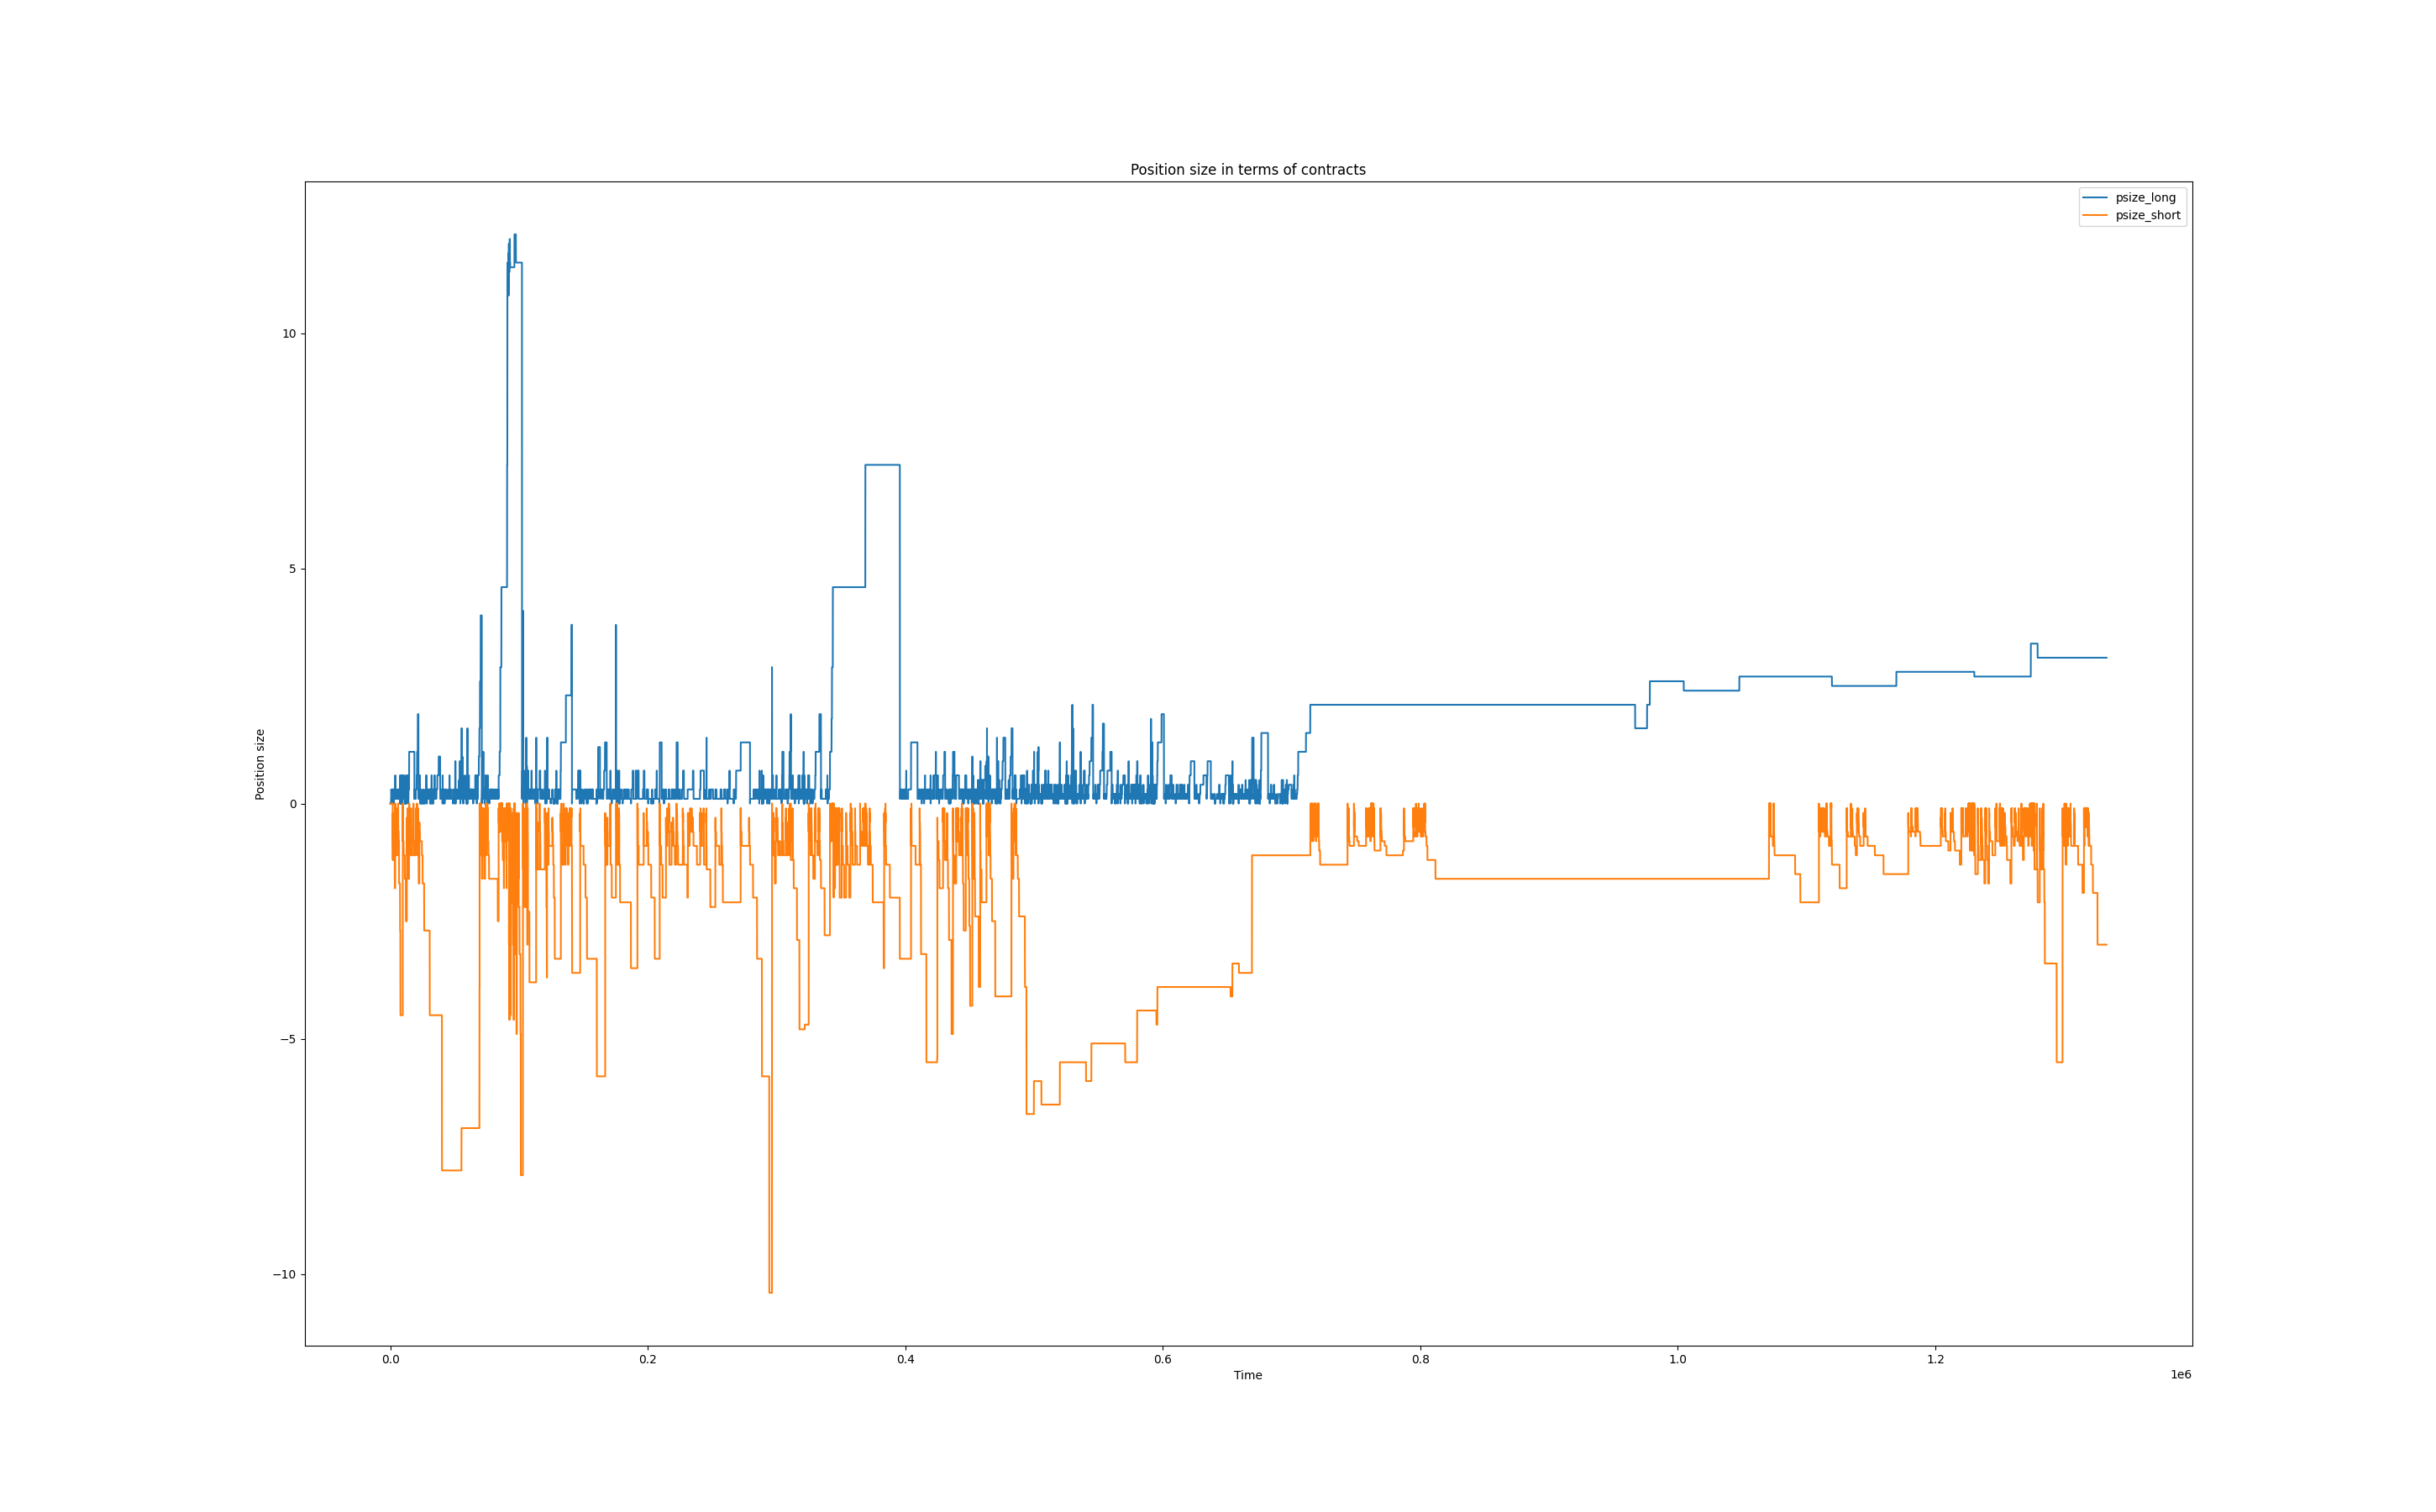 Position size in terms of contracts
psize_long
psize_short
10
5
0
−5
−10
Position size
0.0 0.2 0.4 0.6 0.8 1.0 1.2
Time
1e6